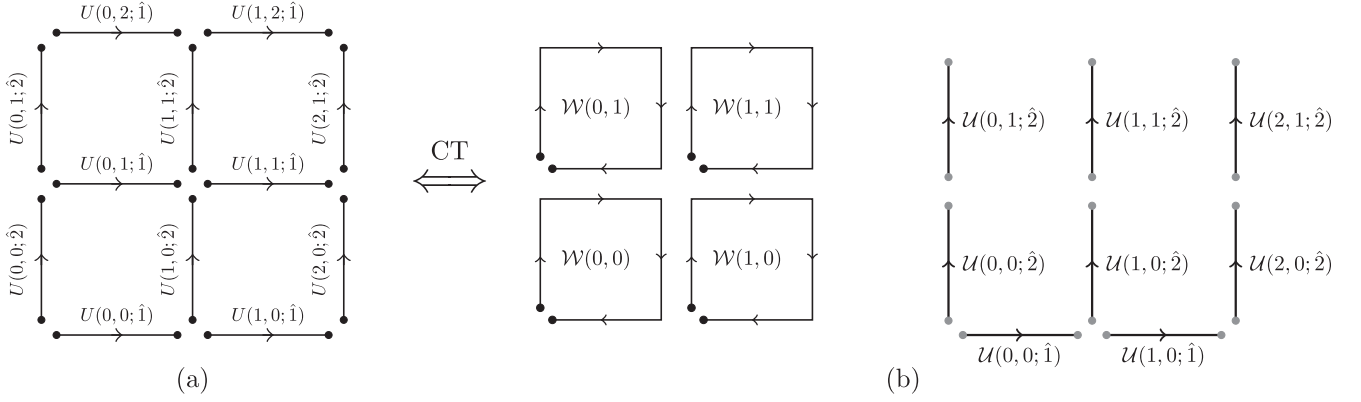 U(0,2;1̂) U(1,2;1̂)
U(0,1;2̂) U(1,1;2̂) U(2,1;2̂)
U(0,1;1̂) U(1,1;1̂)
U(0,0;2̂) U(1,0;2̂) U(2,0;2̂)
U(0,0;1̂) U(1,0;1̂)
(a)
CT
𝒲(0,1) 𝒲(1,1)
𝒲(0,0) 𝒲(1,0)
𝒰(0,1;2̂) 𝒰(1,1;2̂) 𝒰(2,1;2̂)
𝒰(0,0;2̂) 𝒰(1,0;2̂) 𝒰(2,0;2̂)
𝒰(0,0;1̂) 𝒰(1,0;1̂)
(b)